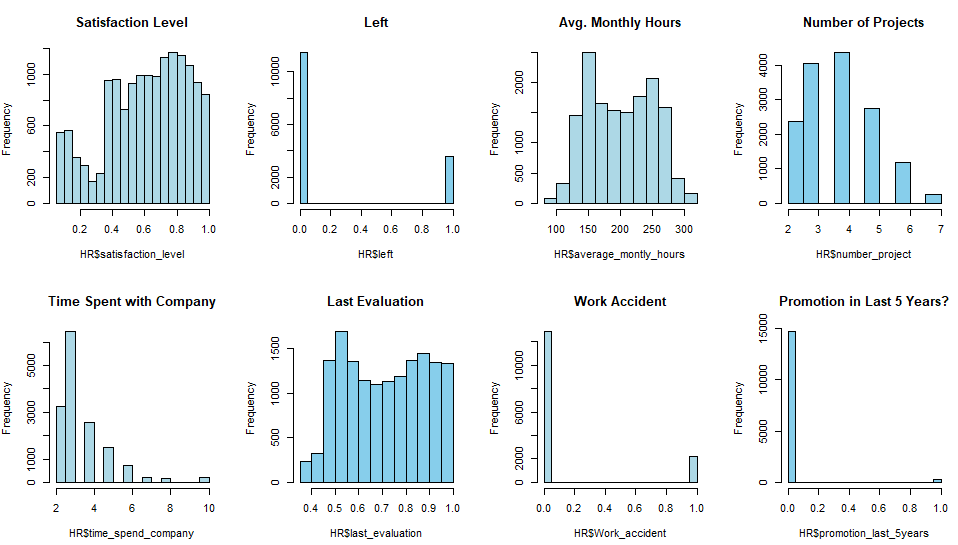 Satisfaction Level
Frequency
0 200 600 1000
0.2 0.4 0.6 0.8 1.0
HR$satisfaction_level
Left
Frequency
0 2000 6000 10000
0.0 0.2 0.4 0.6 0.8 1.0
HR$left
Avg. Monthly Hours
Frequency
0 500 1000 2000
100 150 200 250 300
HR$average_montly_hours
Number of Projects
Frequency
0 1000 2000 3000 4000
2 3 4 5 6 7
HR$number_project
Time Spent with Company
Frequency
0 1000 3000 5000
2 4 6 8 10
HR$time_spend_company
Last Evaluation
Frequency
0 500 1000 1500
0.4 0.5 0.6 0.7 0.8 0.9 1.0
HR$last_evaluation
Work Accident
Frequency
0 2000 6000 10000
0.0 0.2 0.4 0.6 0.8 1.0
HR$Work_accident
Promotion in Last 5 Years?
Frequency
0 5000 10000 15000
0.0 0.2 0.4 0.6 0.8 1.0
HR$promotion_last_5years